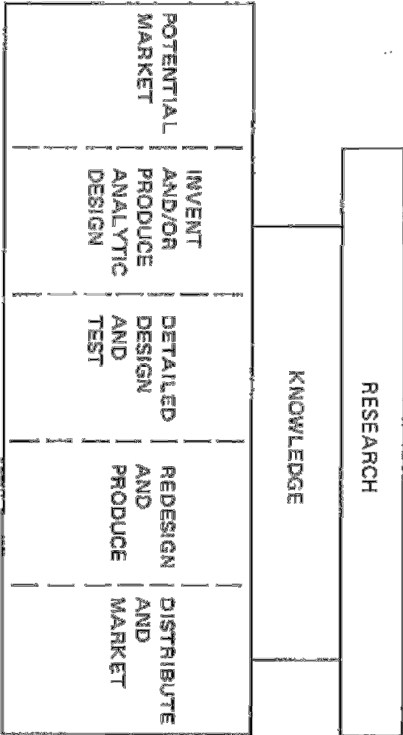 RESEARCH
KNOWLEDGE
POTENTIAL
MARKET
INVENT
AND/OR
PRODUCE
ANALYTIC
DESIGN
DETAILED
DESIGN
AND
TEST
REDESIGN
AND
PRODUCE
DISTRIBUTE
AND
MARKET